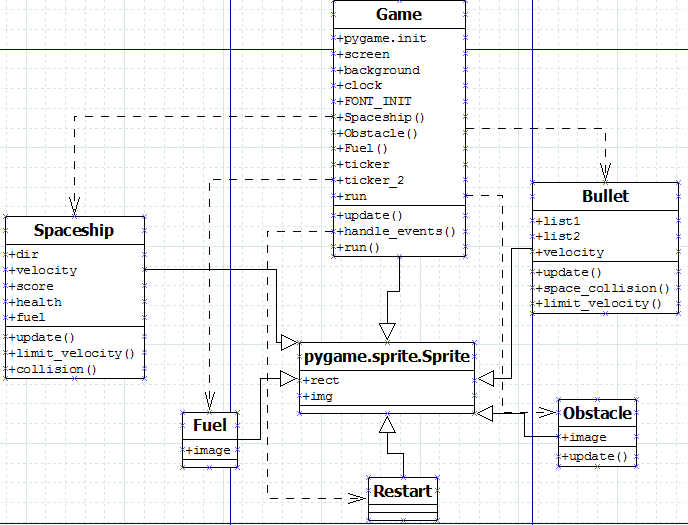 Game
+pygame.init
+screen
+background
+clock
+FONT_INIT
+Spaceship()
+Obstacle()
+Fuel()
+ticker
+ticker_2
+run
+update()
+handle_events()
+run()
Spaceship
+dir
+velocity
+score
+health
+fuel
+update()
+limit_velocity()
+collision()
Bullet
+list1
+list2
+velocity
+update()
+space_collision()
+limit_velocity()
pygame.sprite.Sprite
+rect
+img
Fuel
+image
Obstacle
+image
+update()
Restart